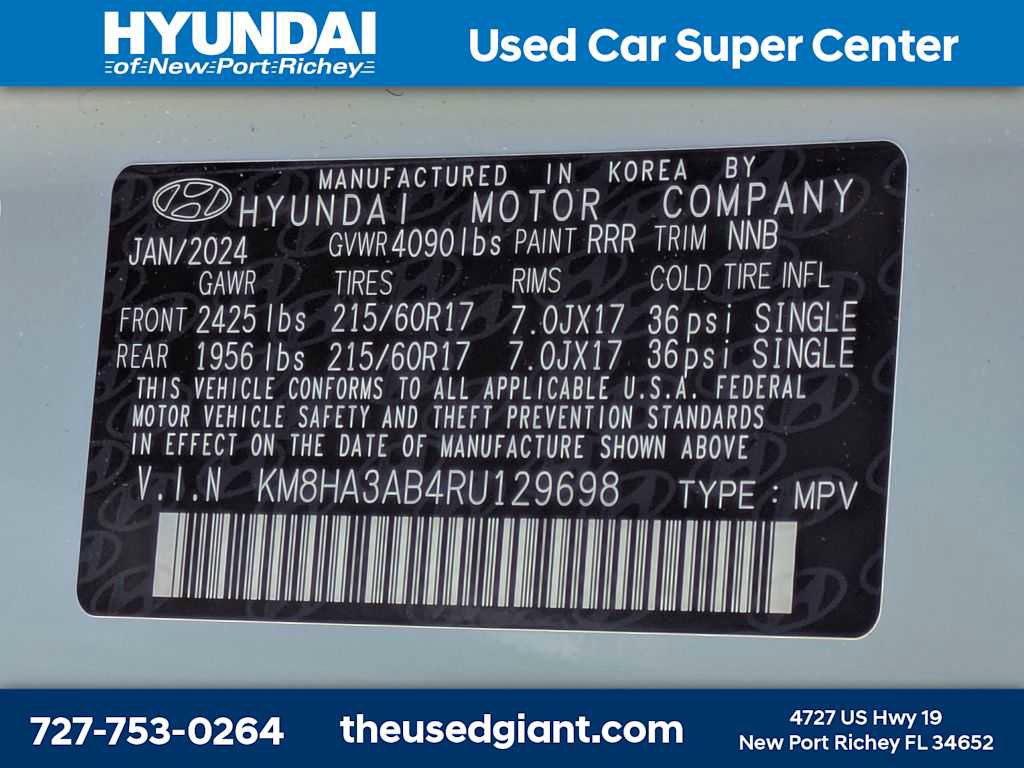 HYUNDAI
of New Port Richey
Used Car Super Center
MANUFACTURED IN KOREA BY
HYUNDAI MOTOR COMPANY
JAN/2024 GVWR 4090lbs PAINT RRR TRIM NNB
GAWR TIRES RIMS COLD TIRE INFL
FRONT 2425lbs 215/60R17 7.0JX17 36psi SINGLE
REAR 1956lbs 215/60R17 7.0JX17 36psi SINGLE
THIS VEHICLE CONFORMS TO ALL APPLICABLE U.S.A. FEDERAL
MOTOR VEHICLE SAFETY AND THEFT PREVENTION STANDARDS
IN EFFECT ON THE DATE OF MANUFACTURE SHOWN ABOVE
V.I.N KM8HA3AB4RU129698 TYPE : MPV
727-753-0264
theusedgiant.com
4727 US Hwy 19
New Port Richey FL 34652